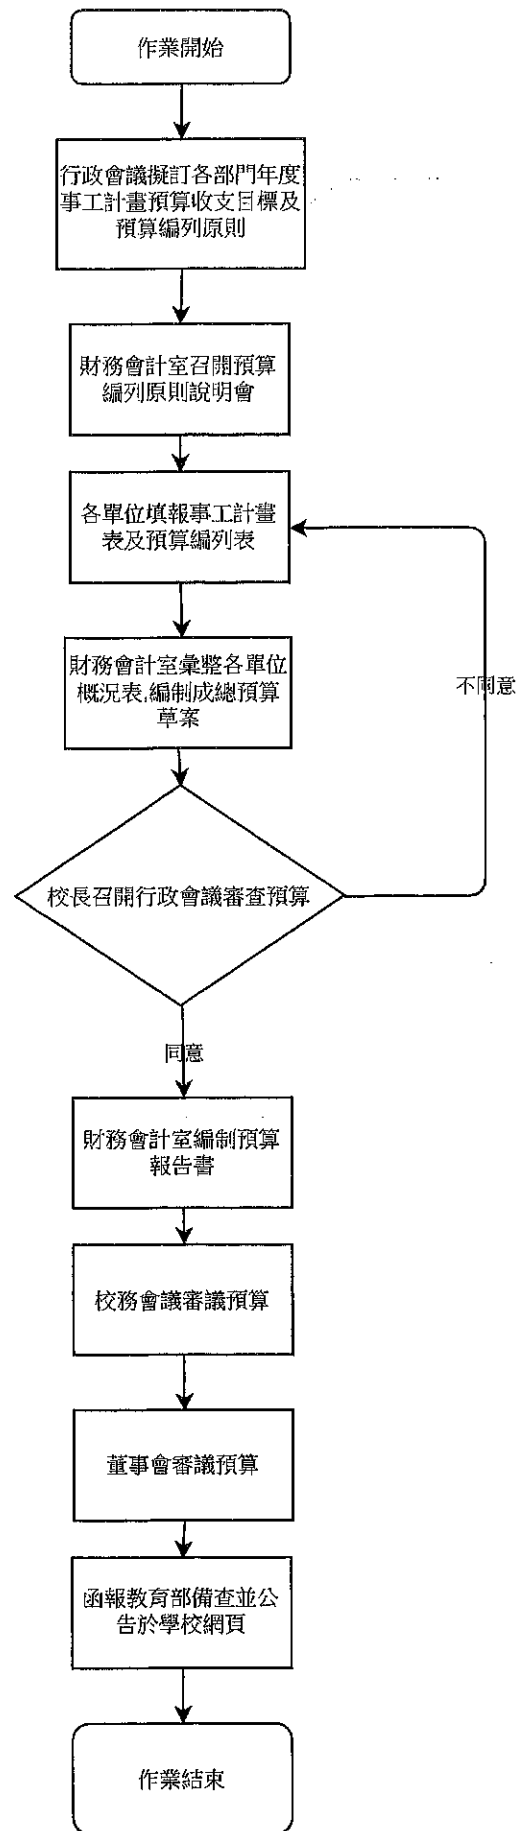 作業開始
行政會議擬訂各部門年度
事工計畫預算收支目標及
預算編列原則
財務會計室召開預算
編列原則說明會
各單位填報事工計畫
表及預算編列表
財務會計室彙整各單位
概況表,編制成總預算
草案
不同意
校長召開行政會議審查預算
同意
財務會計室編制預算
報告書
校務會議審議預算
董事會審議預算
函報教育部備查並公
告於學校網頁
作業結束